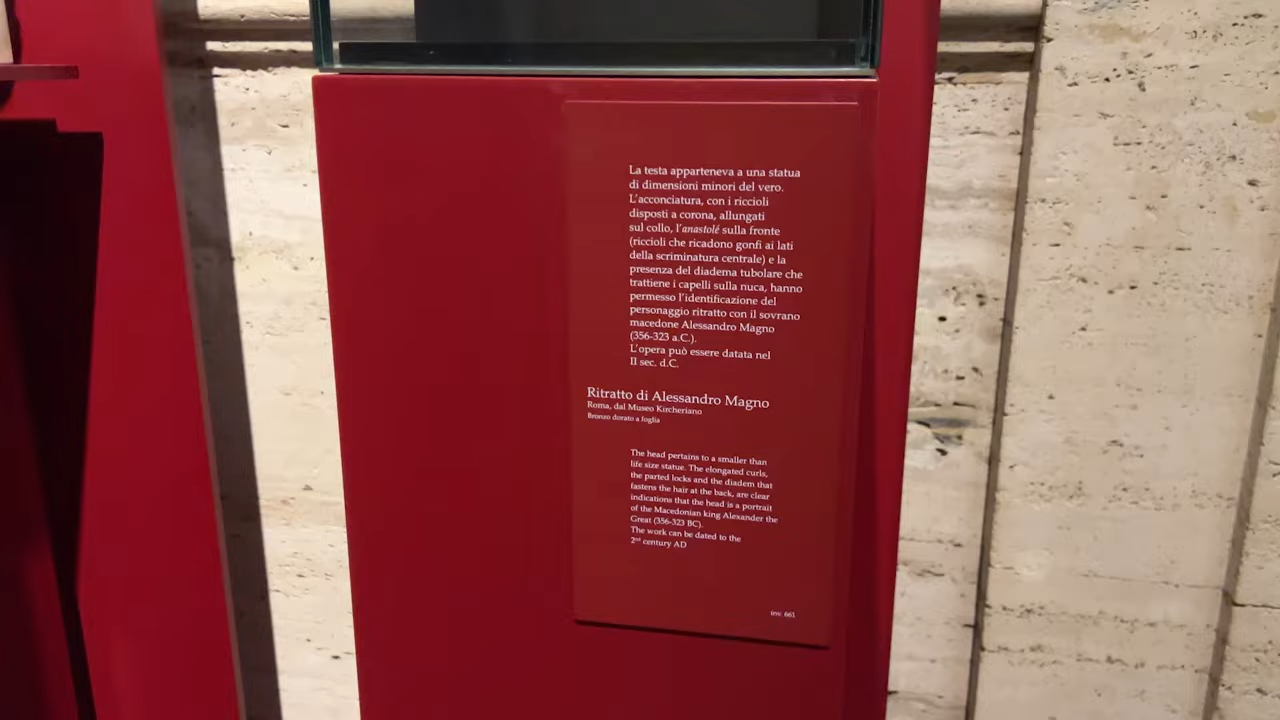 La testa apparteneva a una statua
di dimensioni minori del vero.
L'acconciatura, con i riccioli
disposti a corona, allungati
sul collo, l'anastolé sulla fronte
(riccioli che ricadono gonfi ai lati
della scriminatura centrale) e la
presenza del diadema tubolare che
trattiene i capelli sulla nuca, hanno
permesso l'identificazione del
personaggio ritratto con il sovrano
macedone Alessandro Magno
(356-323 a.C.).
L'opera può essere datata nel
II sec. d.C.
Ritratto di Alessandro Magno
Roma, dal Museo Kircheriano
Bronzo dorato a foglia
The head pertains to a smaller than
life size statue. The elongated curls,
the parted locks and the diadem that
fastens the hair at the back, are clear
indications that the head is a portrait
of the Macedonian king Alexander the
Great (356-323 BC).
The work can be dated to the
2nd century AD
inv. 661